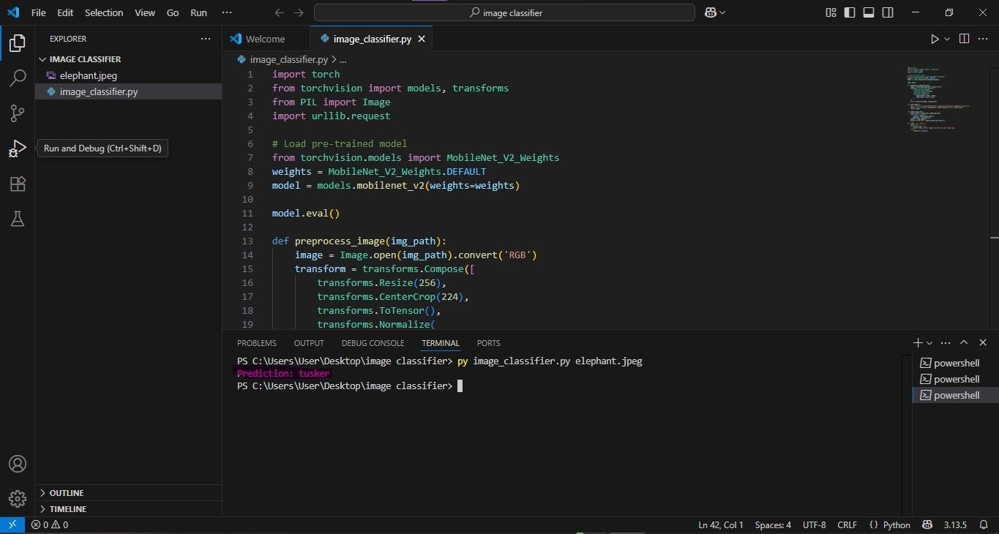 File Edit Selection View Go Run ···
image classifier
EXPLORER ···
IMAGE CLASSIFIER
elephant.jpeg
image_classifier.py
Run and Debug (Ctrl+Shift+D)
OUTLINE
TIMELINE
Welcome image_classifier.py
image_classifier.py > ...
1 import torch
2 from torchvision import models, transforms
3 from PIL import Image
4 import urllib.request
5
6 # Load pre-trained model
7 from torchvision.models import MobileNet_V2_Weights
8 weights = MobileNet_V2_Weights.DEFAULT
9 model = models.mobilenet_v2(weights=weights)
10
11 model.eval()
12
13 def preprocess_image(img_path):
14 image = Image.open(img_path).convert('RGB')
15 transform = transforms.Compose([
16 transforms.Resize(256),
17 transforms.CenterCrop(224),
18 transforms.ToTensor(),
19 transforms.Normalize(
PROBLEMS OUTPUT DEBUG CONSOLE TERMINAL PORTS
PS C:\Users\User\Desktop\image classifier> py image_classifier.py elephant.jpeg
Prediction: tusker
PS C:\Users\User\Desktop\image classifier>
powershell
powershell
powershell
0 0 Ln 42, Col 1 Spaces: 4 UTF-8 CRLF {} Python 3.13.5